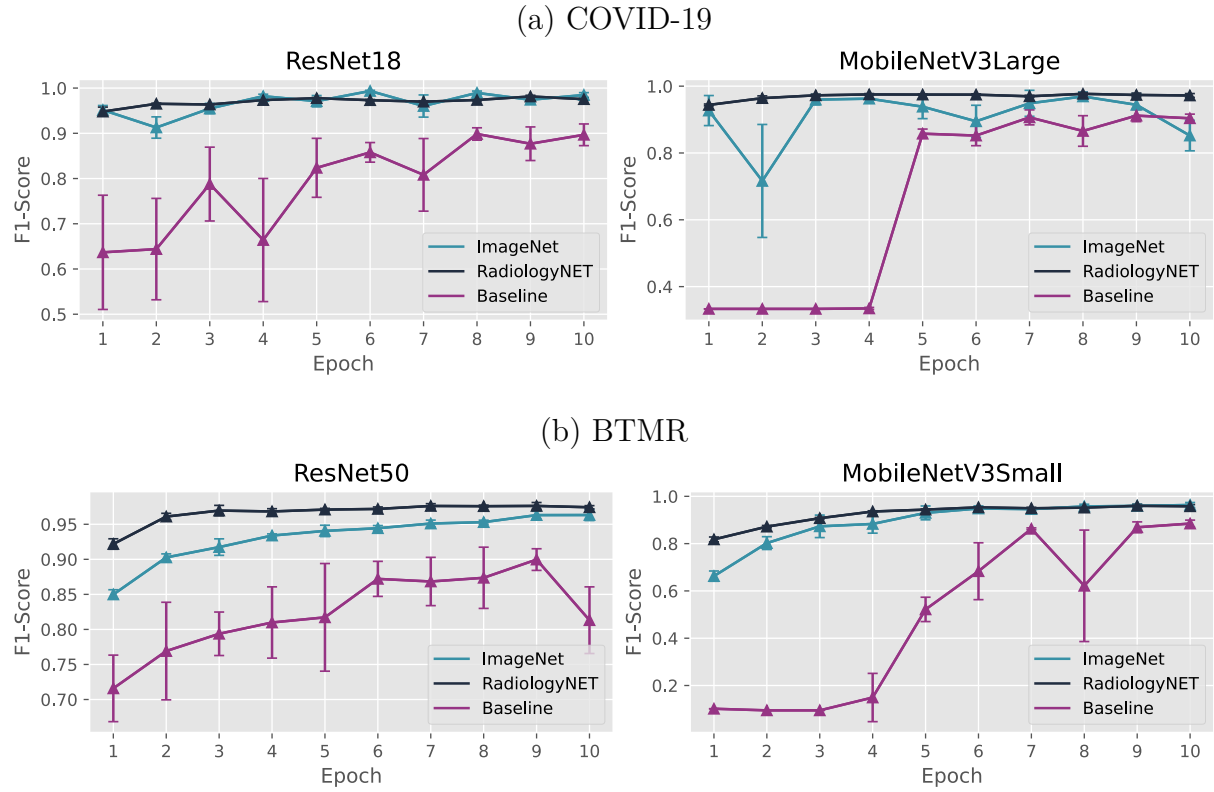 (a) COVID-19
ResNet18
F1-Score
1.0
0.9
0.8
0.7
0.6
0.5
ImageNet
RadiologyNET
Baseline
1 2 3 4 5 6 7 8 9 10
Epoch
MobileNetV3Large
F1-Score
1.0
0.8
0.6
0.4
ImageNet
RadiologyNET
Baseline
1 2 3 4 5 6 7 8 9 10
Epoch
(b) BTMR
ResNet50
F1-Score
0.95
0.90
0.85
0.80
0.75
0.70
ImageNet
RadiologyNET
Baseline
1 2 3 4 5 6 7 8 9 10
Epoch
MobileNetV3Small
F1-Score
1.0
0.8
0.6
0.4
0.2
ImageNet
RadiologyNET
Baseline
1 2 3 4 5 6 7 8 9 10
Epoch